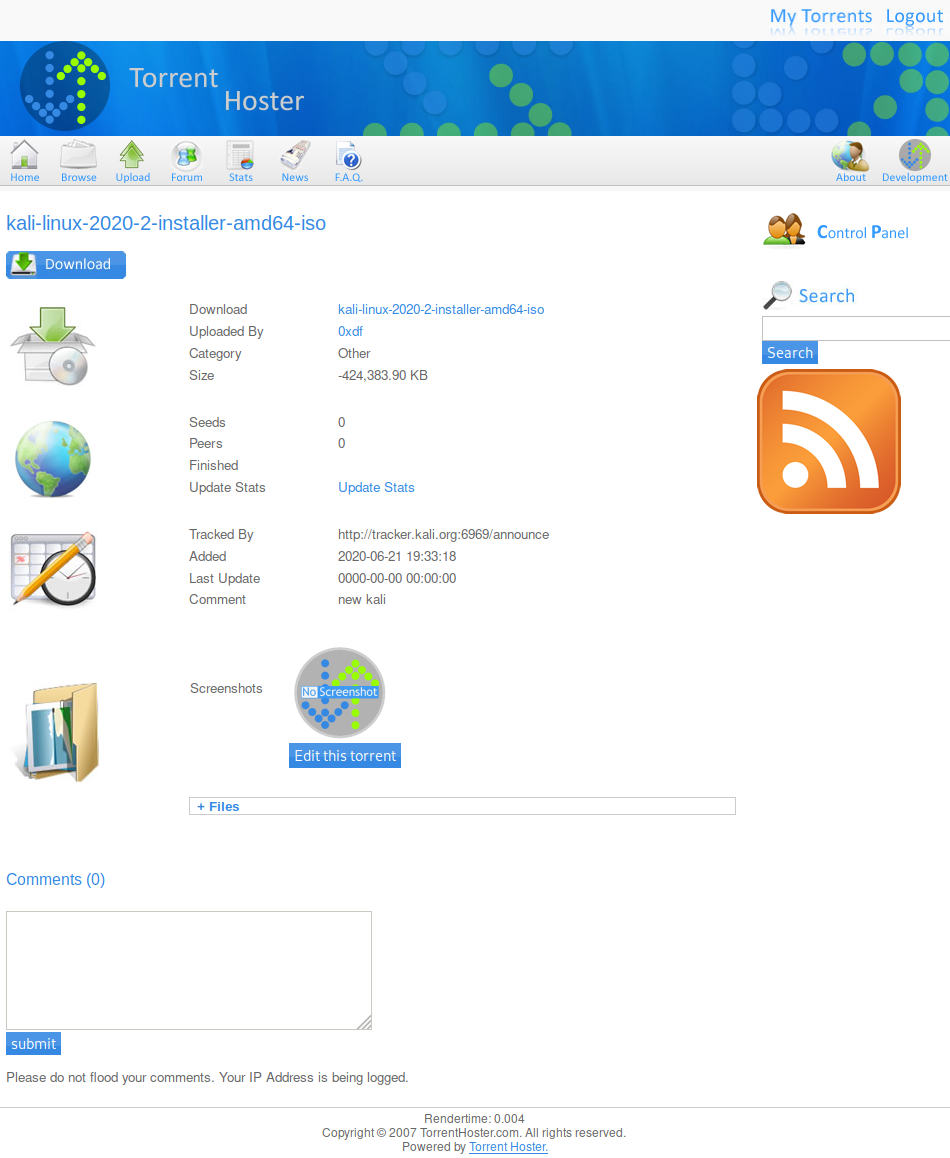 My Torrents Logout
Torrent
Hoster
Home Browse Upload Forum Stats News F.A.Q. About Development
kali-linux-2020-2-installer-amd64-iso
Control Panel
Download
Search
Download kali-linux-2020-2-installer-amd64-iso
Uploaded By 0xdf
Category Other
Search
Size -424,383.90 KB
Seeds 0
Peers 0
Finished
Update Stats Update Stats
Tracked By http://tracker.kali.org:6969/announce
Added 2020-06-21 19:33:18
Last Update 0000-00-00 00:00:00
Comment new kali
Screenshots No Screenshot
Edit this torrent
+ Files
Comments (0)
submit
Please do not flood your comments. Your IP Address is being logged.
Rendertime: 0.004
Copyright © 2007 TorrentHoster.com. All rights reserved.
Powered by Torrent Hoster.